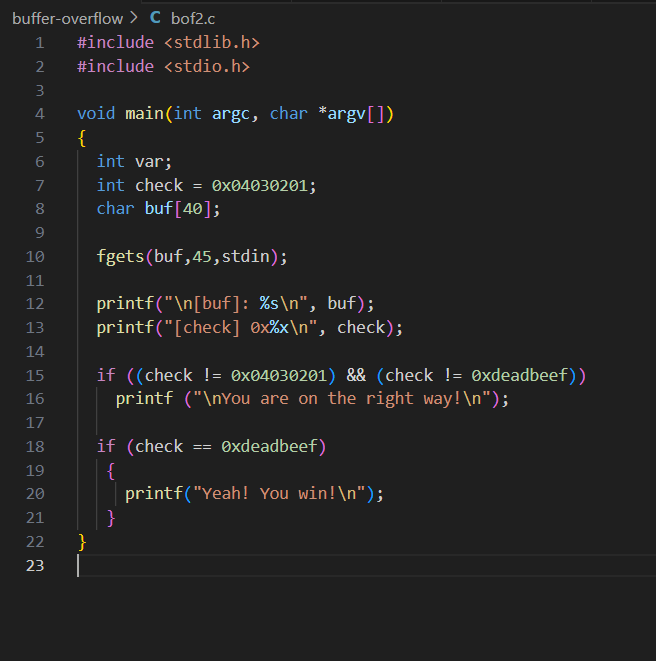 buffer-overflow > C bof2.c
1 #include <stdlib.h>
2 #include <stdio.h>
3
4 void main(int argc, char *argv[])
5 {
6   int var;
7   int check = 0x04030201;
8   char buf[40];
9
10   fgets(buf,45,stdin);
11
12   printf("\n[buf]: %s\n", buf);
13   printf("[check] 0x%x\n", check);
14
15   if ((check != 0x04030201) && (check != 0xdeadbeef))
16     printf ("\nYou are on the right way!\n");
17
18   if (check == 0xdeadbeef)
19    {
20      printf("Yeah! You win!\n");
21    }
22 }
23